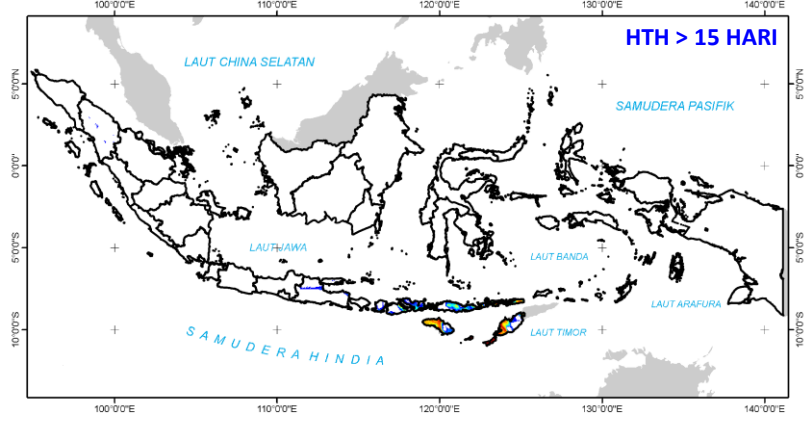 100°0'0"E 110°0'0"E 120°0'0"E 130°0'0"E 140°0'0"E
HTH > 15 HARI
LAUT CHINA SELATAN
5°0'0"N 5°0'0"N
SAMUDERA PASIFIK
0°0'0" 0°0'0"
LAUT JAWA
5°0'0"S 5°0'0"S
LAUT BANDA
LAUT ARAFURA
10°0'0"S 10°0'0"S
LAUT TIMOR
SAMUDERA HINDIA
100°0'0"E 110°0'0"E 120°0'0"E 130°0'0"E 140°0'0"E